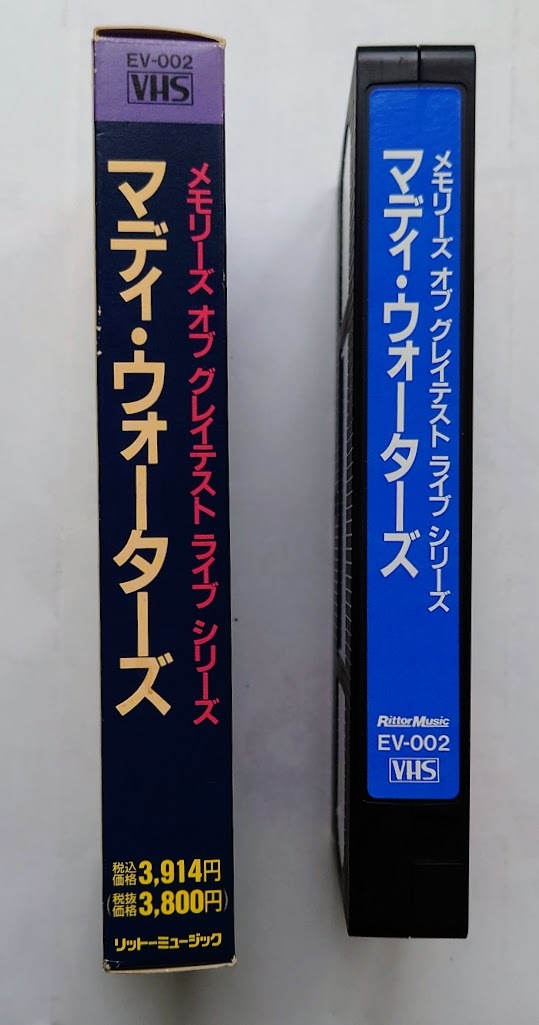 EV-002
VHS
メモリーズ オブ グレイテスト ライブ シリーズ
マディ・ウォーターズ
税込価格 3,914円
(税抜価格 3,800円)
リットーミュージック
メモリーズ オブ グレイテスト ライブ シリーズ
マディ・ウォーターズ
RittorMusic
EV-002
VHS